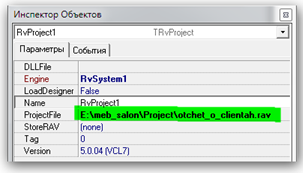 Инспектор Объектов
RvProject1 TRvProject
Параметры События
DLLFile
Engine RvSystem1
LoadDesigner False
Name RvProject1
ProjectFile E:\meb_salon\Project\otchet_o_clientah.rav
StoreRAV (none)
Tag 0
Version 5.0.04 (VCL7)